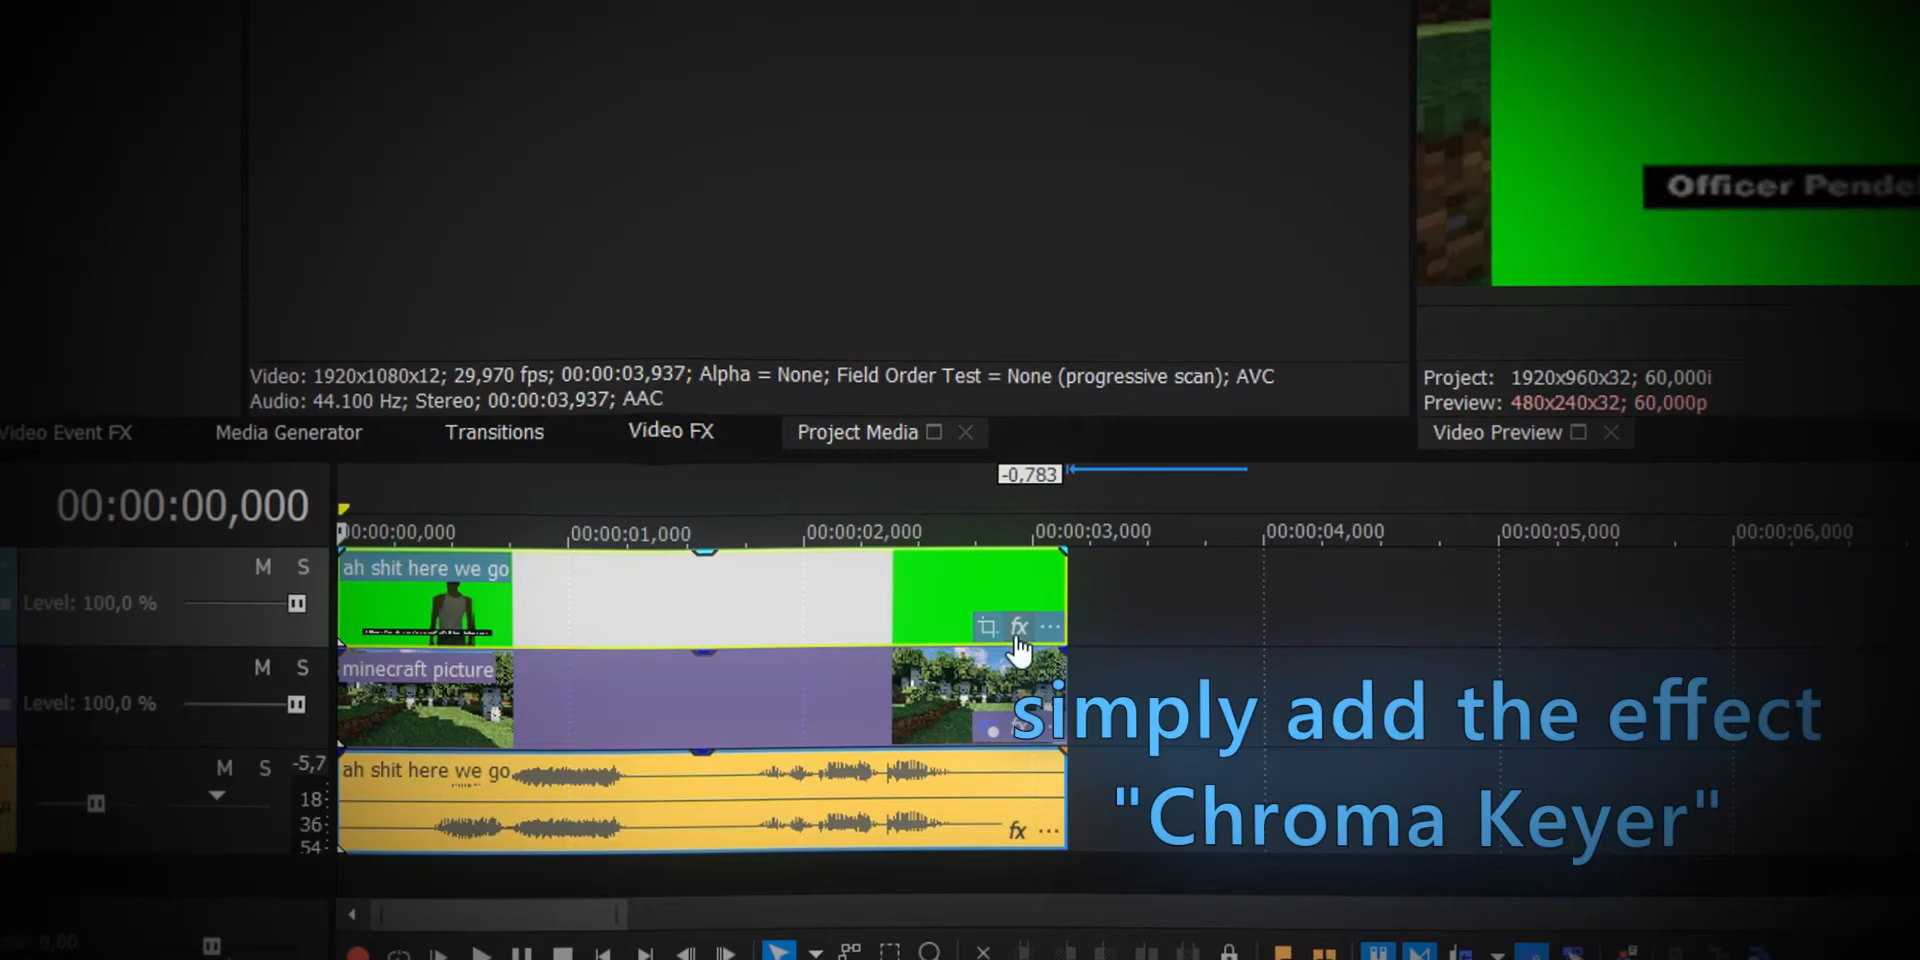 Officer Pende
Video: 1920x1080x12; 29,970 fps; 00:00:03,937; Alpha = None; Field Order Test = None (progressive scan); AVC
Audio: 44.100 Hz; Stereo; 00:00:03,937; AAC
Project: 1920x960x32; 60,000i
Preview: 480x240x32; 60,000p
Video Event FX
Media Generator
Transitions
Video FX
Project Media
Video Preview
-0,783
00:00:00,000
00:00:00,000
00:00:01,000
00:00:02,000
00:00:03,000
00:00:04,000
00:00:05,000
00:00:06,000
M S
ah shit here we go
Level: 100,0 %
fx
M S
minecraft picture
Level: 100,0 %
simply add the effect
"Chroma Keyer"
M S
-5,7
ah shit here we go
18
36
54
fx